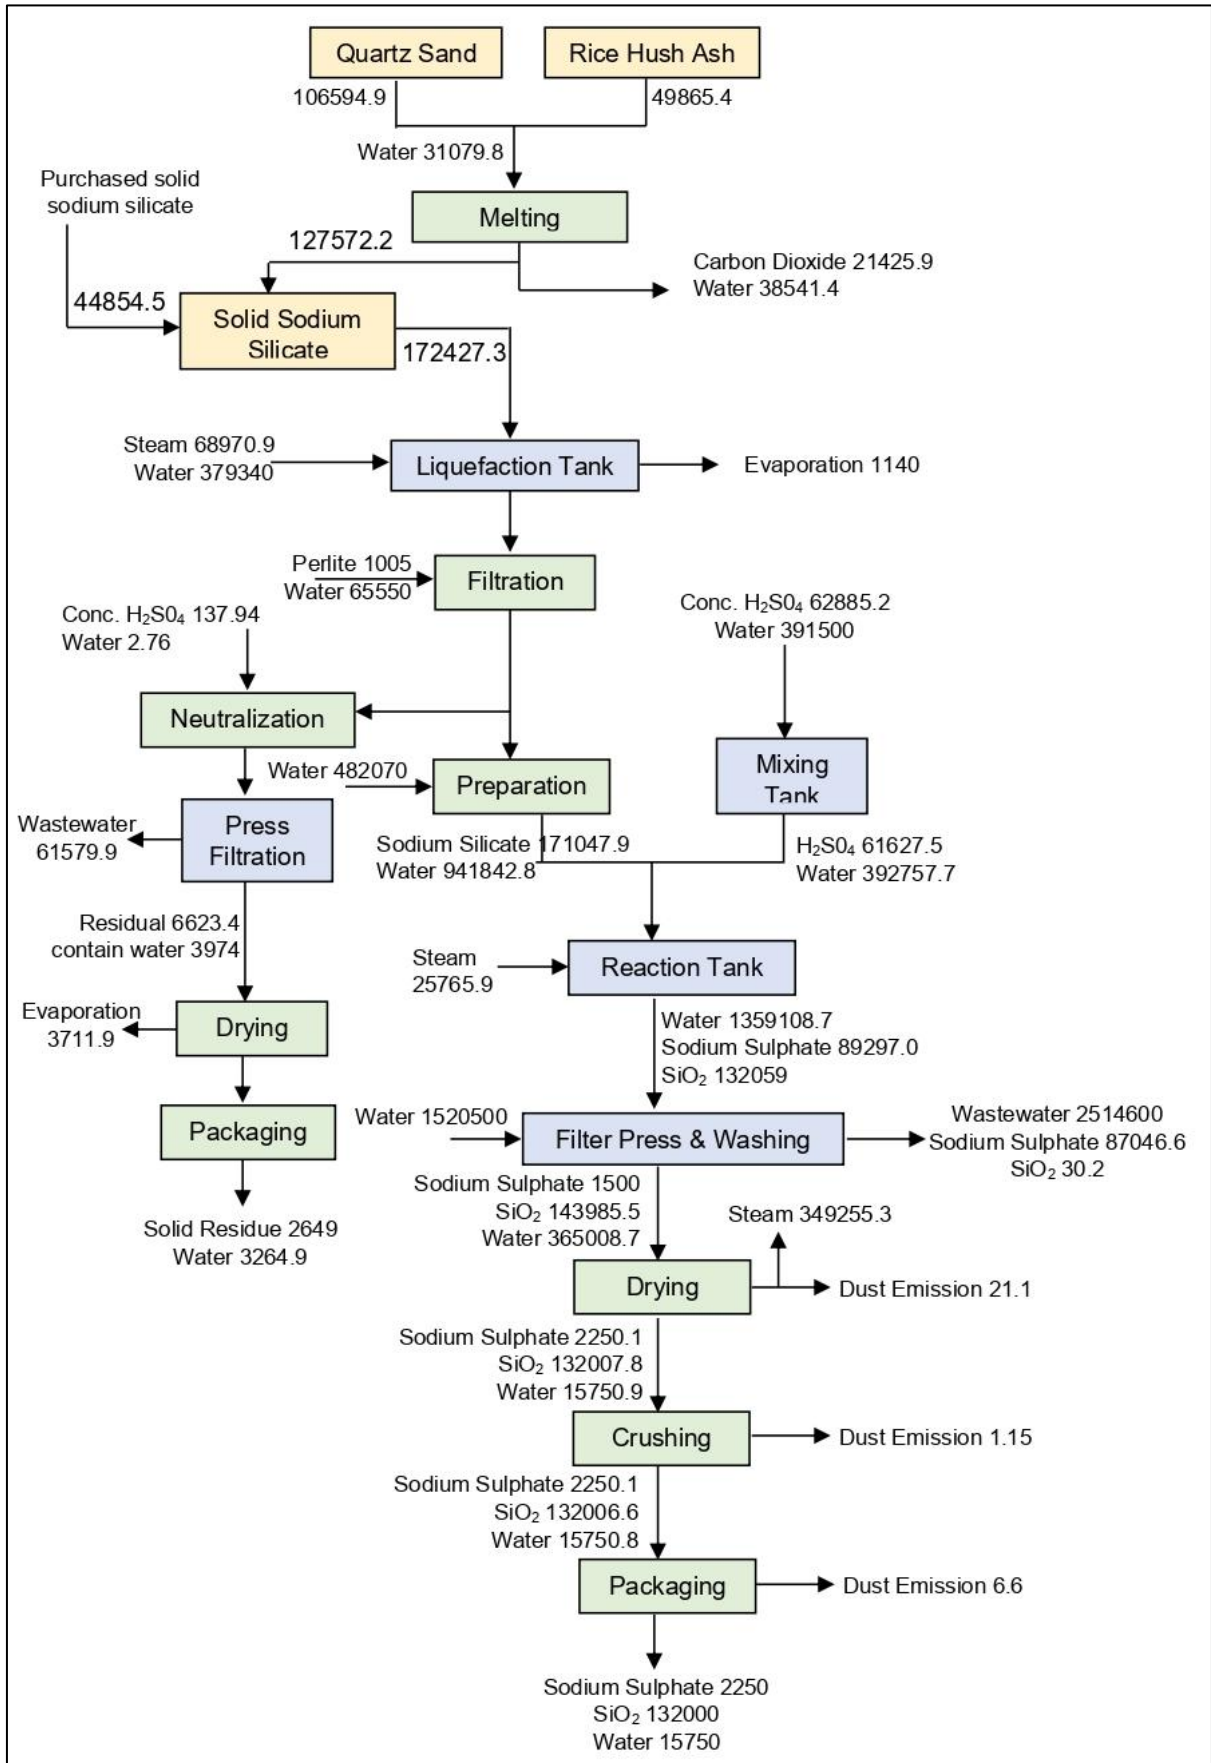 Quartz Sand
Rice Hush Ash
106594.9
49865.4
Water 31079.8
Purchased solid
sodium silicate
Melting
127572.2
Carbon Dioxide 21425.9
Water 38541.4
44854.5
Solid Sodium
Silicate
172427.3
Steam 68970.9
Water 379340
Liquefaction Tank
Evaporation 1140
Perlite 1005
Water 65550
Filtration
Conc. H₂S0₄ 137.94
Water 2.76
Conc. H₂S0₄ 62885.2
Water 391500
Neutralization
Water 482070
Preparation
Mixing
Tank
Wastewater
61579.9
Press
Filtration
Sodium Silicate 171047.9
Water 941842.8
H₂S0₄ 61627.5
Water 392757.7
Residual 6623.4
contain water 3974
Steam
25765.9
Reaction Tank
Evaporation
3711.9
Drying
Water 1359108.7
Sodium Sulphate 89297.0
SiO₂ 132059
Packaging
Water 1520500
Filter Press & Washing
Wastewater 2514600
Sodium Sulphate 87046.6
SiO₂ 30.2
Solid Residue 2649
Water 3264.9
Sodium Sulphate 1500
SiO₂ 143985.5
Water 365008.7
Steam 349255.3
Drying
Dust Emission 21.1
Sodium Sulphate 2250.1
SiO₂ 132007.8
Water 15750.9
Crushing
Dust Emission 1.15
Sodium Sulphate 2250.1
SiO₂ 132006.6
Water 15750.8
Packaging
Dust Emission 6.6
Sodium Sulphate 2250
SiO₂ 132000
Water 15750